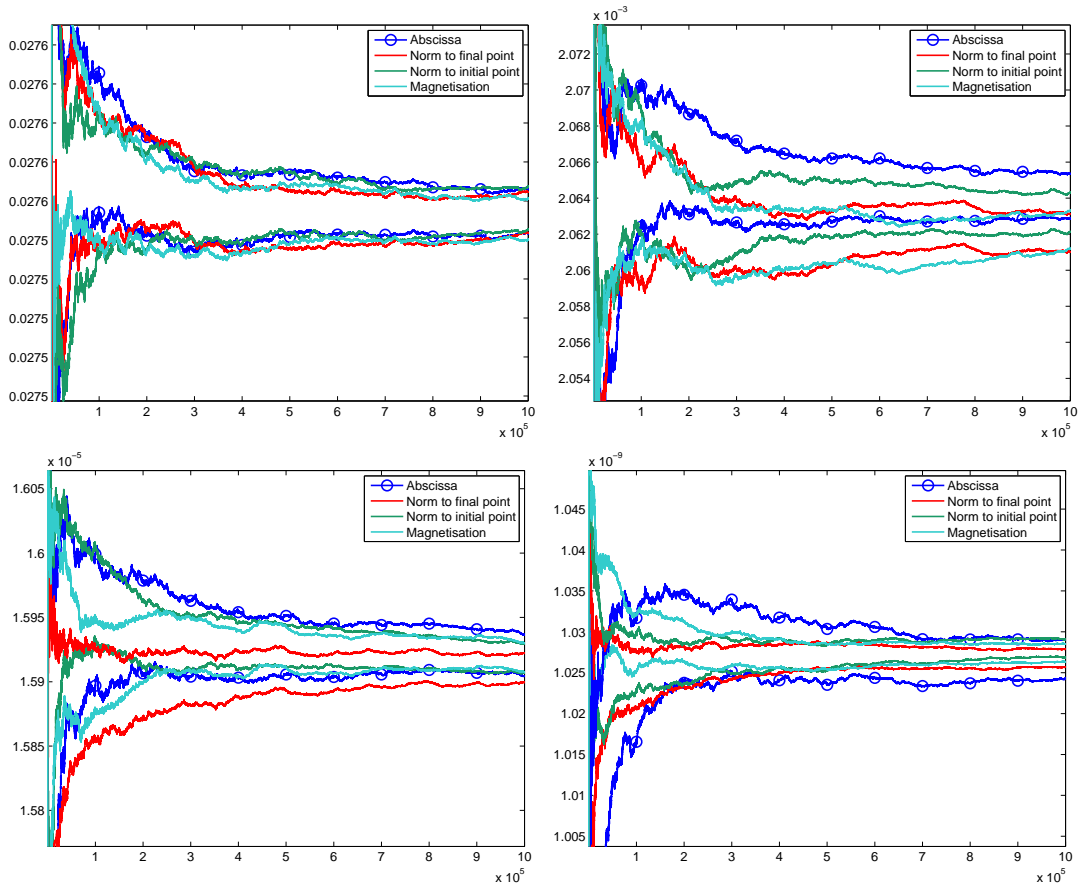 0.0276
0.0276
0.0276
0.0276
0.0276
0.0275
0.0275
0.0275
0.0275
0.0275
1 2 3 4 5 6 7 8 9 10
x 10^5
Abscissa
Norm to final point
Norm to initial point
Magnetisation
x 10^-3
2.072
2.07
2.068
2.066
2.064
2.062
2.06
2.058
2.056
2.054
1 2 3 4 5 6 7 8 9 10
x 10^5
Abscissa
Norm to final point
Norm to initial point
Magnetisation
x 10^-5
1.605
1.6
1.595
1.59
1.585
1.58
1 2 3 4 5 6 7 8 9 10
x 10^5
Abscissa
Norm to final point
Norm to initial point
Magnetisation
x 10^-9
1.045
1.04
1.035
1.03
1.025
1.02
1.015
1.01
1.005
1 2 3 4 5 6 7 8 9 10
x 10^5
Abscissa
Norm to final point
Norm to initial point
Magnetisation